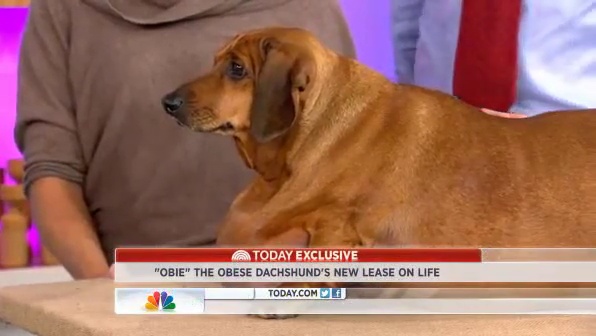 TODAY EXCLUSIVE
"OBIE" THE OBESE DACHSHUND'S NEW LEASE ON LIFE
TODAY.COM